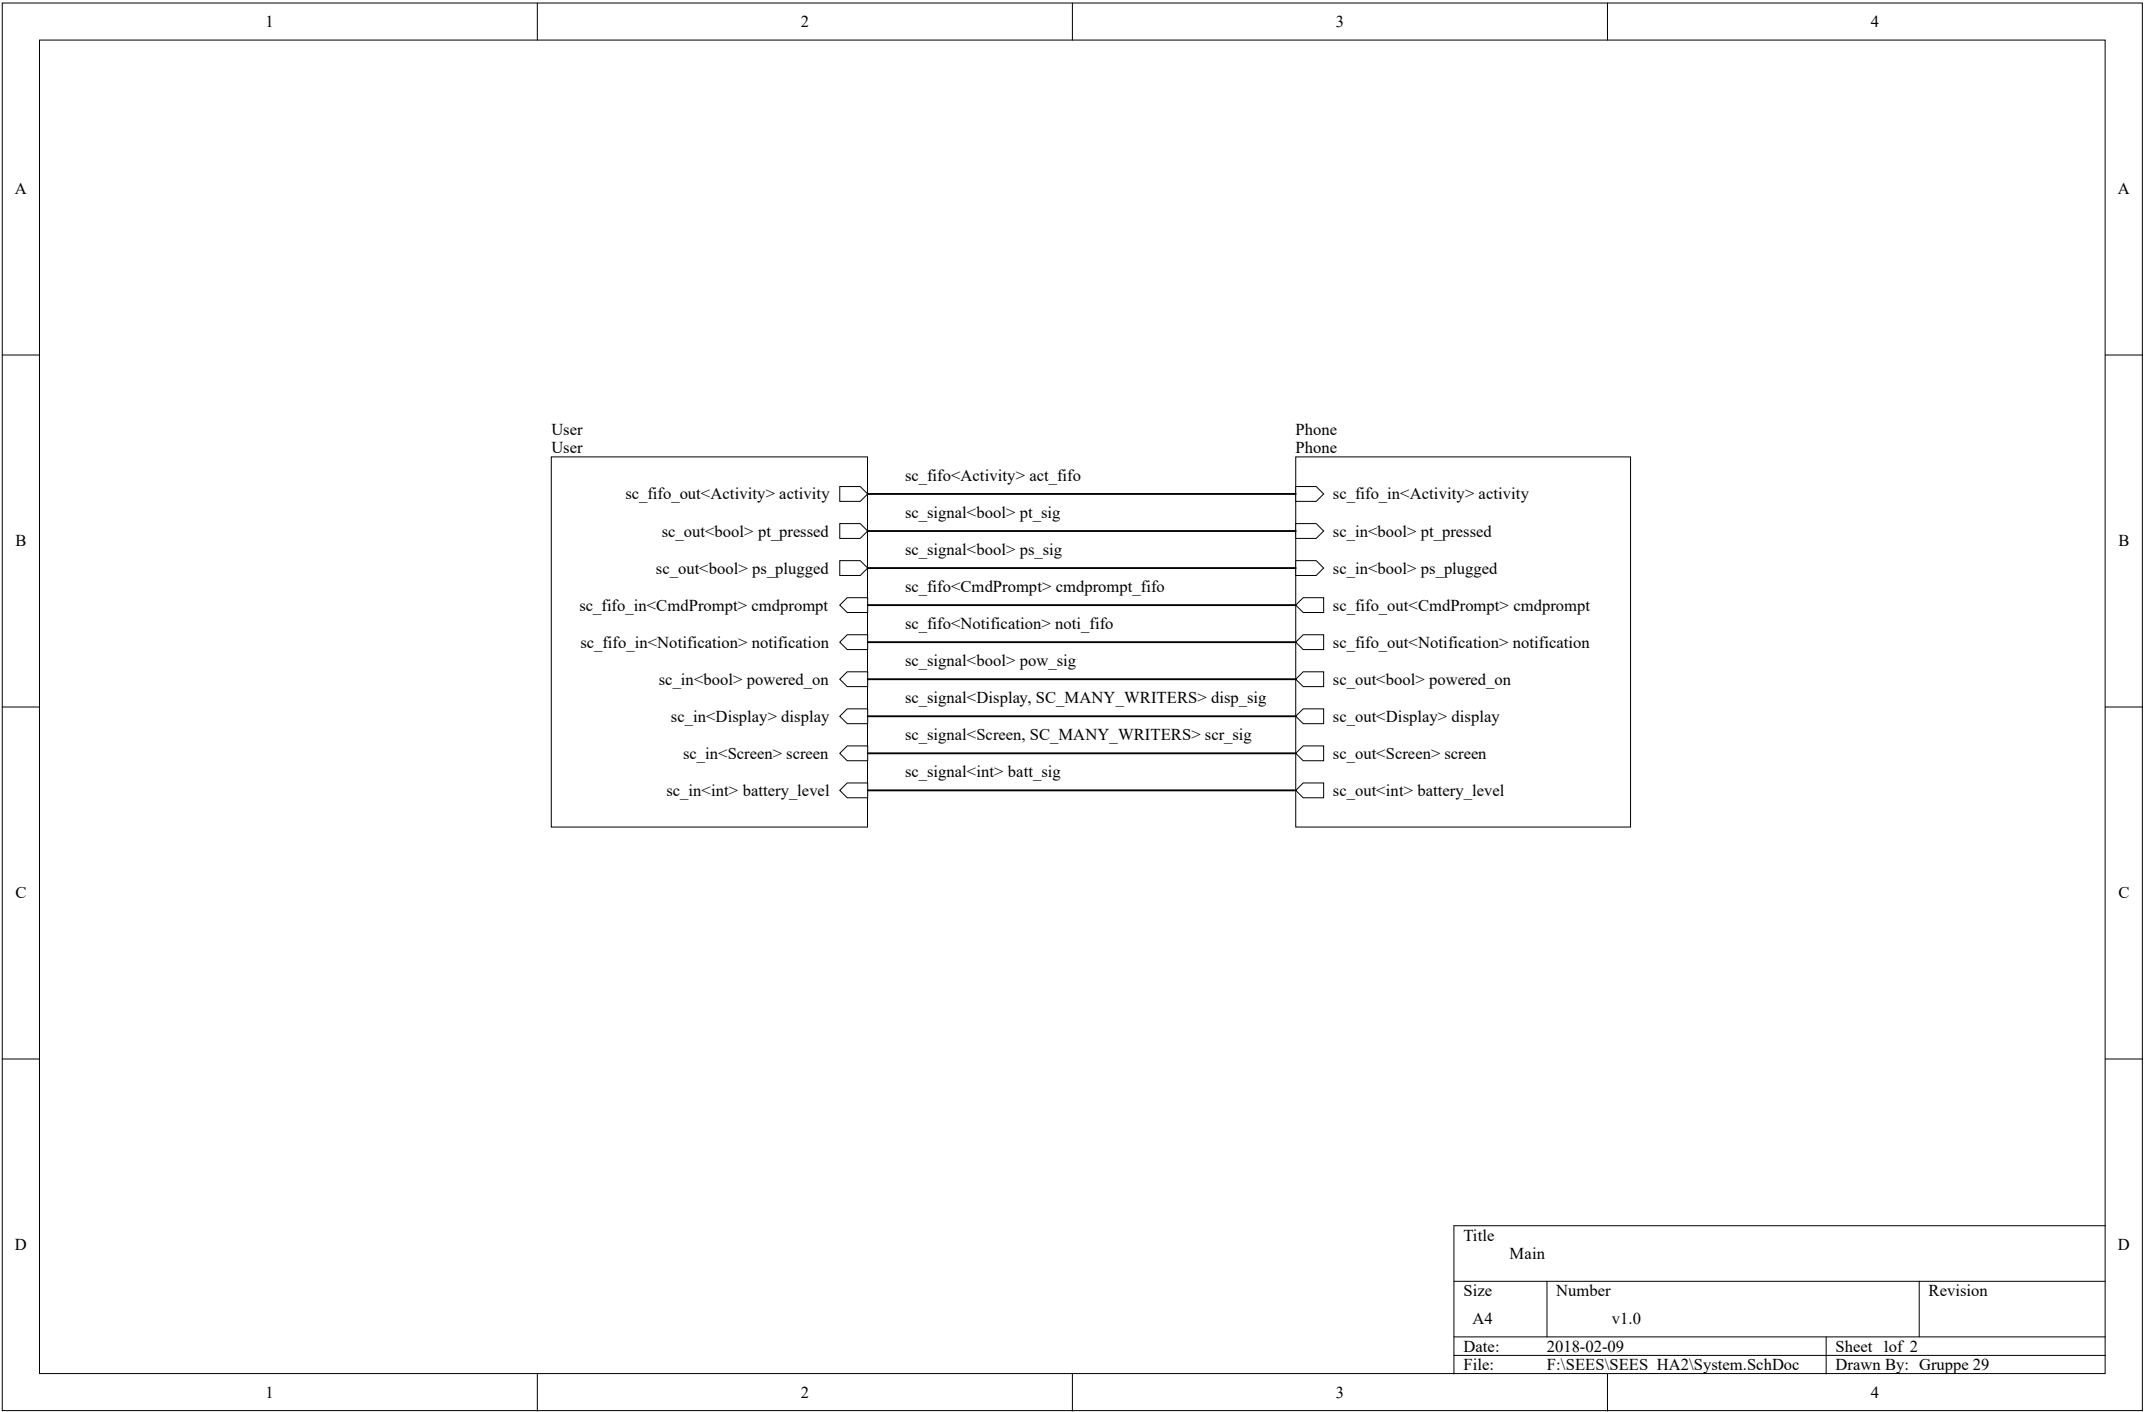 1 2 3 4
A A
User Phone
User Phone
sc_fifo<Activity> act_fifo
sc_fifo_out<Activity> activity sc_fifo_in<Activity> activity
sc_signal<bool> pt_sig
sc_out<bool> pt_pressed sc_in<bool> pt_pressed
B B
sc_signal<bool> ps_sig
sc_out<bool> ps_plugged sc_in<bool> ps_plugged
sc_fifo<CmdPrompt> cmdprompt_fifo
sc_fifo_in<CmdPrompt> cmdprompt sc_fifo_out<CmdPrompt> cmdprompt
sc_fifo<Notification> noti_fifo
sc_fifo_in<Notification> notification sc_fifo_out<Notification> notification
sc_signal<bool> pow_sig
sc_in<bool> powered_on sc_out<bool> powered_on
sc_signal<Display, SC_MANY_WRITERS> disp_sig
sc_in<Display> display sc_out<Display> display
sc_signal<Screen, SC_MANY_WRITERS> scr_sig
sc_in<Screen> screen sc_out<Screen> screen
sc_signal<int> batt_sig
sc_in<int> battery_level sc_out<int> battery_level
C C
D D
Title
Main
Size Number Revision
A4 v1.0
Date: 2018-02-09 Sheet 1of 2
File: F:\SEES\SEES_HA2\System.SchDoc Drawn By: Gruppe 29
1 2 3 4